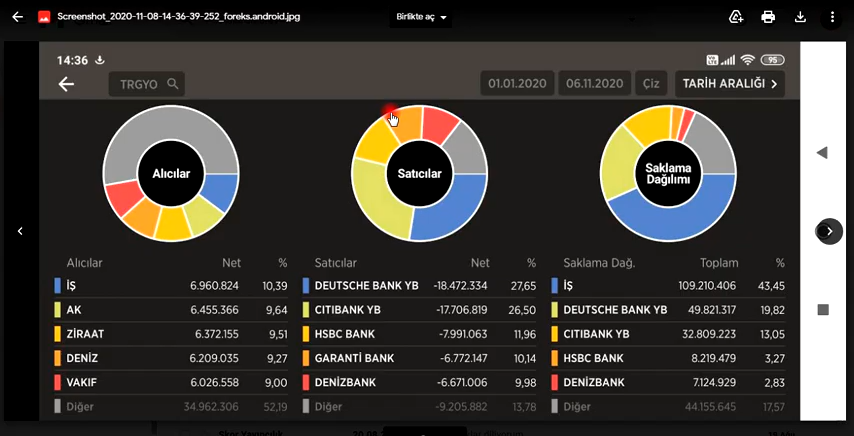 Screenshot_2020-11-08-14-36-39-252_foreks.android.jpg
Birlikte aç
14:36
95
TRGYO
01.01.2020
06.11.2020
Çiz
TARİH ARALIĞI
Alıcılar
Satıcılar
Saklama
Dağılımı
Alıcılar Net % Satıcılar Net % Saklama Dağ. Toplam %
İŞ 6.960.824 10,39 DEUTSCHE BANK YB -18.472.334 27,65 İŞ 109.210.406 43,45
AK 6.455.366 9,64 CITIBANK YB -17.706.819 26,50 DEUTSCHE BANK YB 49.821.317 19,82
ZİRAAT 6.372.155 9,51 HSBC BANK -7.991.063 11,96 CITIBANK YB 32.809.223 13,05
DENİZ 6.209.035 9,27 GARANTİ BANK -6.772.147 10,14 HSBC BANK 8.219.479 3,27
VAKIF 6.026.558 9,00 DENİZBANK -6.671.006 9,98 DENİZBANK 7.124.929 2,83
Diğer 34.962.306 52,19 Diğer -9.205.882 13,78 Diğer 44.155.645 17,57